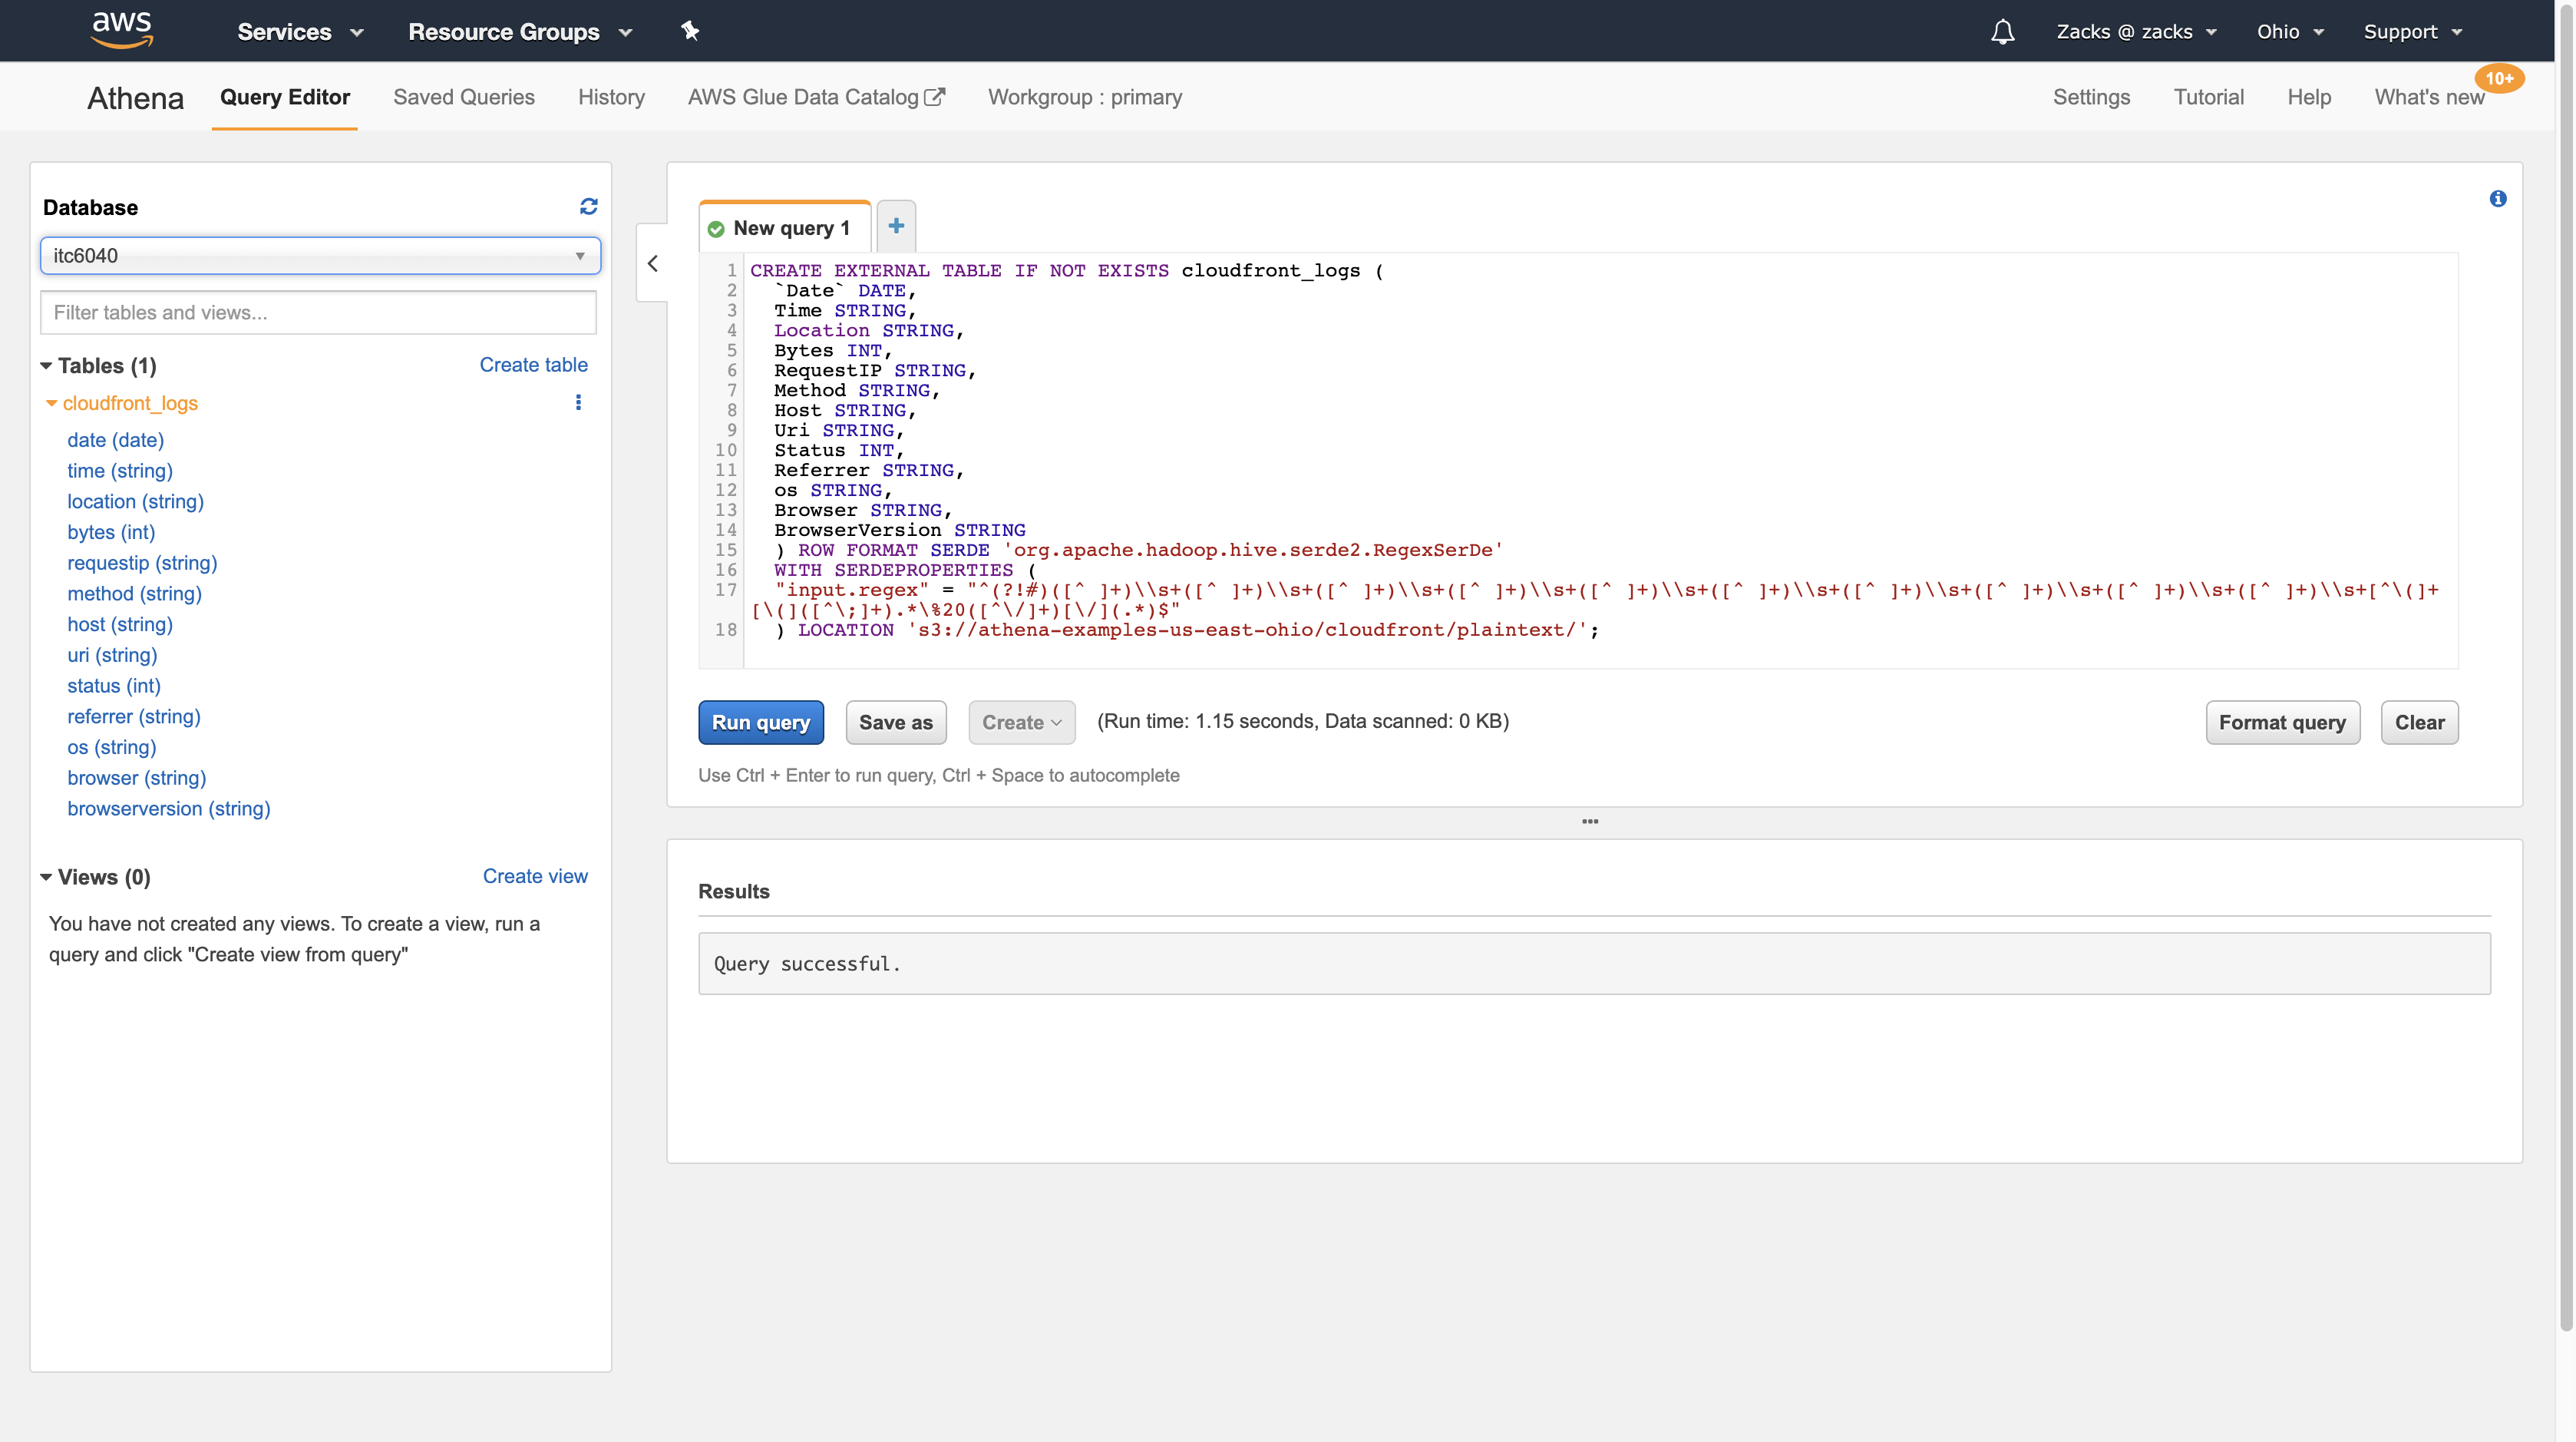 aws Services Resource Groups Zacks @ zacks Ohio Support
Athena Query Editor Saved Queries History AWS Glue Data Catalog Workgroup : primary Settings Tutorial Help What's new 10+
Database
itc6040
Filter tables and views...
Tables (1) Create table
cloudfront_logs
date (date)
time (string)
location (string)
bytes (int)
requestip (string)
method (string)
host (string)
uri (string)
status (int)
referrer (string)
os (string)
browser (string)
browserversion (string)
Views (0) Create view
You have not created any views. To create a view, run a
query and click "Create view from query"
New query 1 +
1 CREATE EXTERNAL TABLE IF NOT EXISTS cloudfront_logs (
2 `Date` DATE,
3 Time STRING,
4 Location STRING,
5 Bytes INT,
6 RequestIP STRING,
7 Method STRING,
8 Host STRING,
9 Uri STRING,
10 Status INT,
11 Referrer STRING,
12 os STRING,
13 Browser STRING,
14 BrowserVersion STRING
15 ) ROW FORMAT SERDE 'org.apache.hadoop.hive.serde2.RegexSerDe'
16 WITH SERDEPROPERTIES (
17 "input.regex" = "^(?!#)([^ ]+)\\s+([^ ]+)\\s+([^ ]+)\\s+([^ ]+)\\s+([^ ]+)\\s+([^ ]+)\\s+([^ ]+)\\s+([^ ]+)\\s+([^ ]+)\\s+([^ ]+)\\s+[^\(]+
[\(]([^\;]+).*\%20([^\/]+)[\/](.*)$"
18 ) LOCATION 's3://athena-examples-us-east-ohio/cloudfront/plaintext/';
Run query Save as Create (Run time: 1.15 seconds, Data scanned: 0 KB) Format query Clear
Use Ctrl + Enter to run query, Ctrl + Space to autocomplete
Results
Query successful.